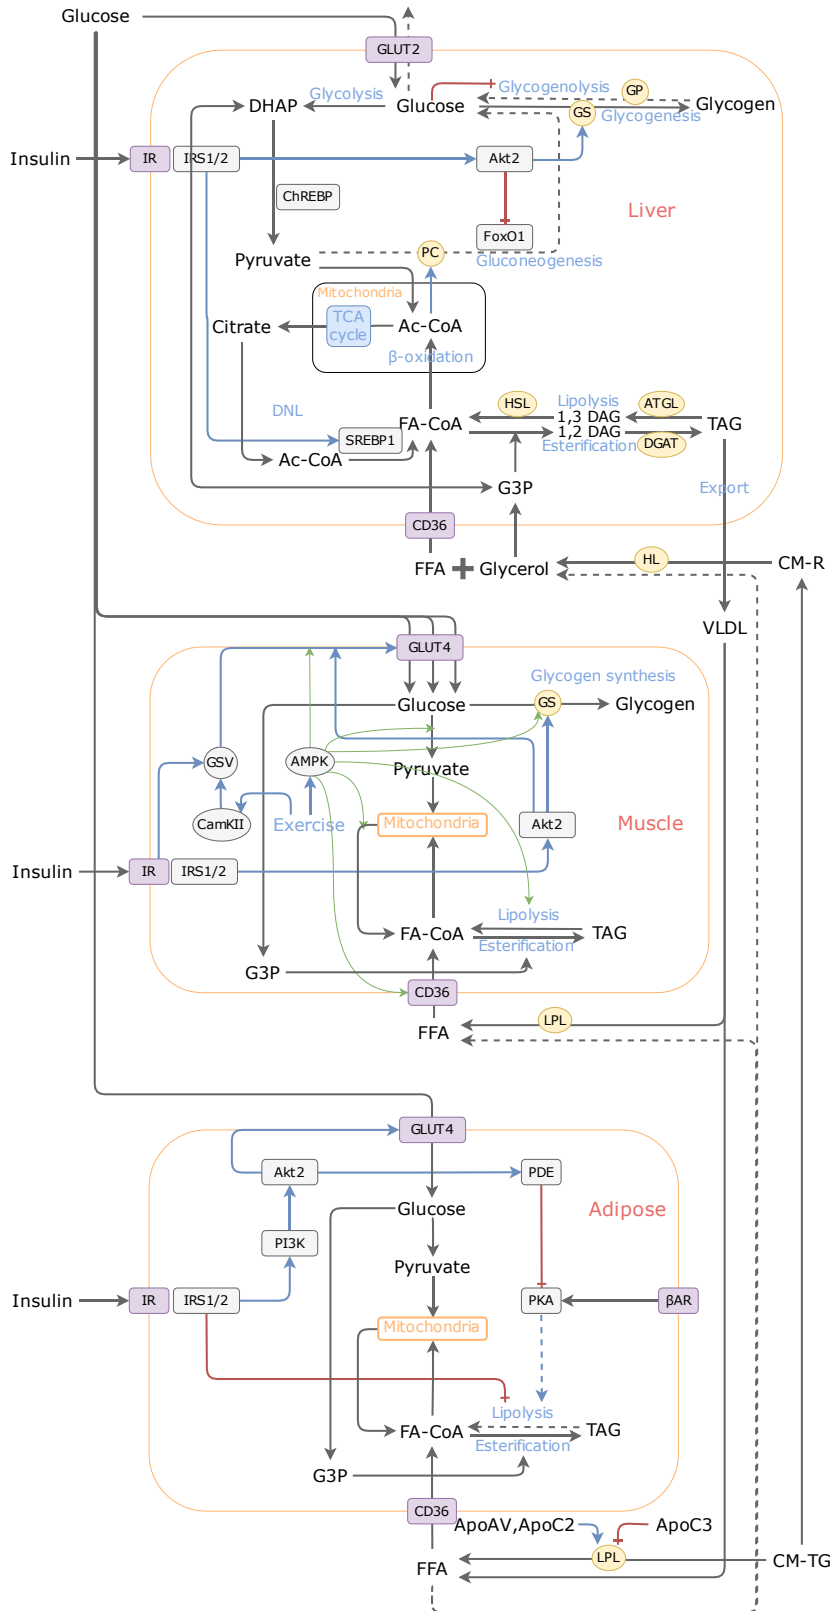 Glucose
GLUT2
Glycolysis
Glycogenolysis
GP
DHAP
Glucose
Glycogen
GS
Glycogenesis
Insulin
IR
IRS1/2
Akt2
ChREBP
Liver
FoxO1
PC
Pyruvate
Gluconeogenesis
Mitochondria
TCA
cycle
Citrate
Ac-CoA
β-oxidation
HSL
Lipolysis
ATGL
DNL
1,3 DAG
FA-CoA
TAG
1,2 DAG
SREBP1
Esterification
DGAT
Ac-CoA
G3P
Export
CD36
HL
FFA
Glycerol
CM-R
VLDL
GLUT4
Glycogen synthesis
Glucose
GS
Glycogen
GSV
AMPK
Pyruvate
CamKII
Exercise
Mitochondria
Akt2
Muscle
Insulin
IR
IRS1/2
Lipolysis
FA-CoA
TAG
Esterification
G3P
CD36
LPL
FFA
GLUT4
Akt2
PDE
Glucose
Adipose
PI3K
Pyruvate
Insulin
IR
IRS1/2
PKA
βAR
Mitochondria
Lipolysis
FA-CoA
TAG
Esterification
G3P
CD36
ApoAV,ApoC2
ApoC3
LPL
FFA
CM-TG